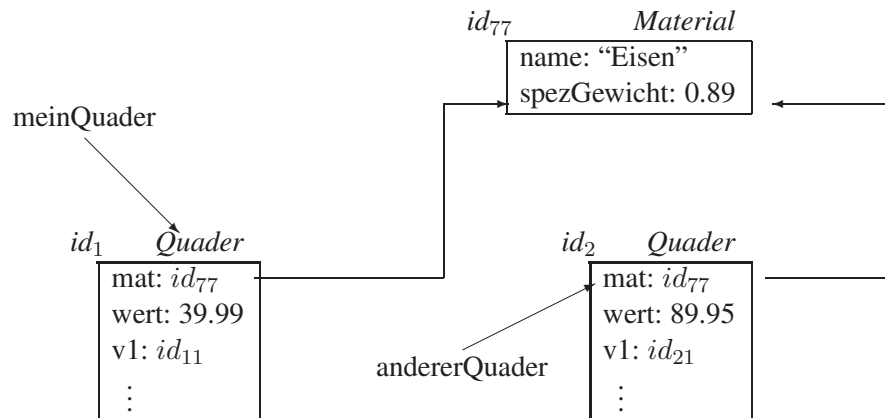 id77 Material
name: “Eisen”
spezGewicht: 0.89
meinQuader
id1 Quader
mat: id77
wert: 39.99
v1: id11
⋮
id2 Quader
mat: id77
wert: 89.95
v1: id21
⋮
andererQuader